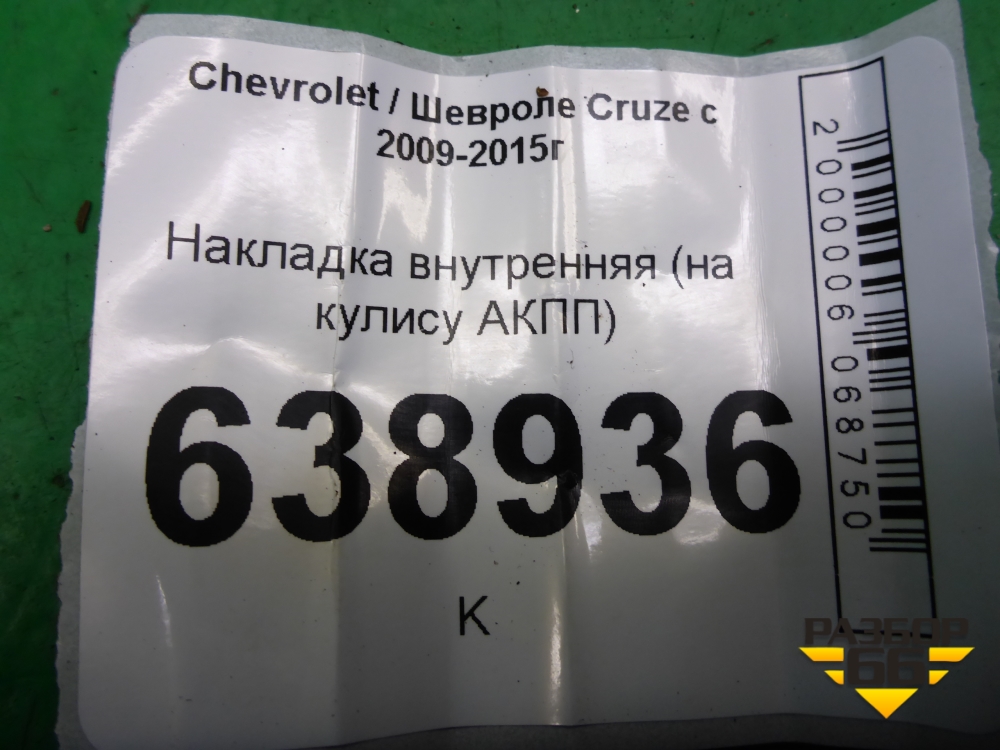 Chevrolet / Шевроле Cruze с
2009-2015г
Накладка внутренняя (на
кулису АКПП)
638936
К
2000006068750
РАЗБОР
66